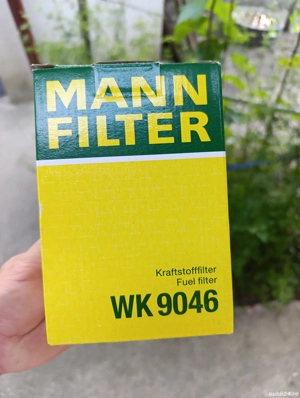 MANN
FILTER
Kraftstofffilter
Fuel filter
WK 9046